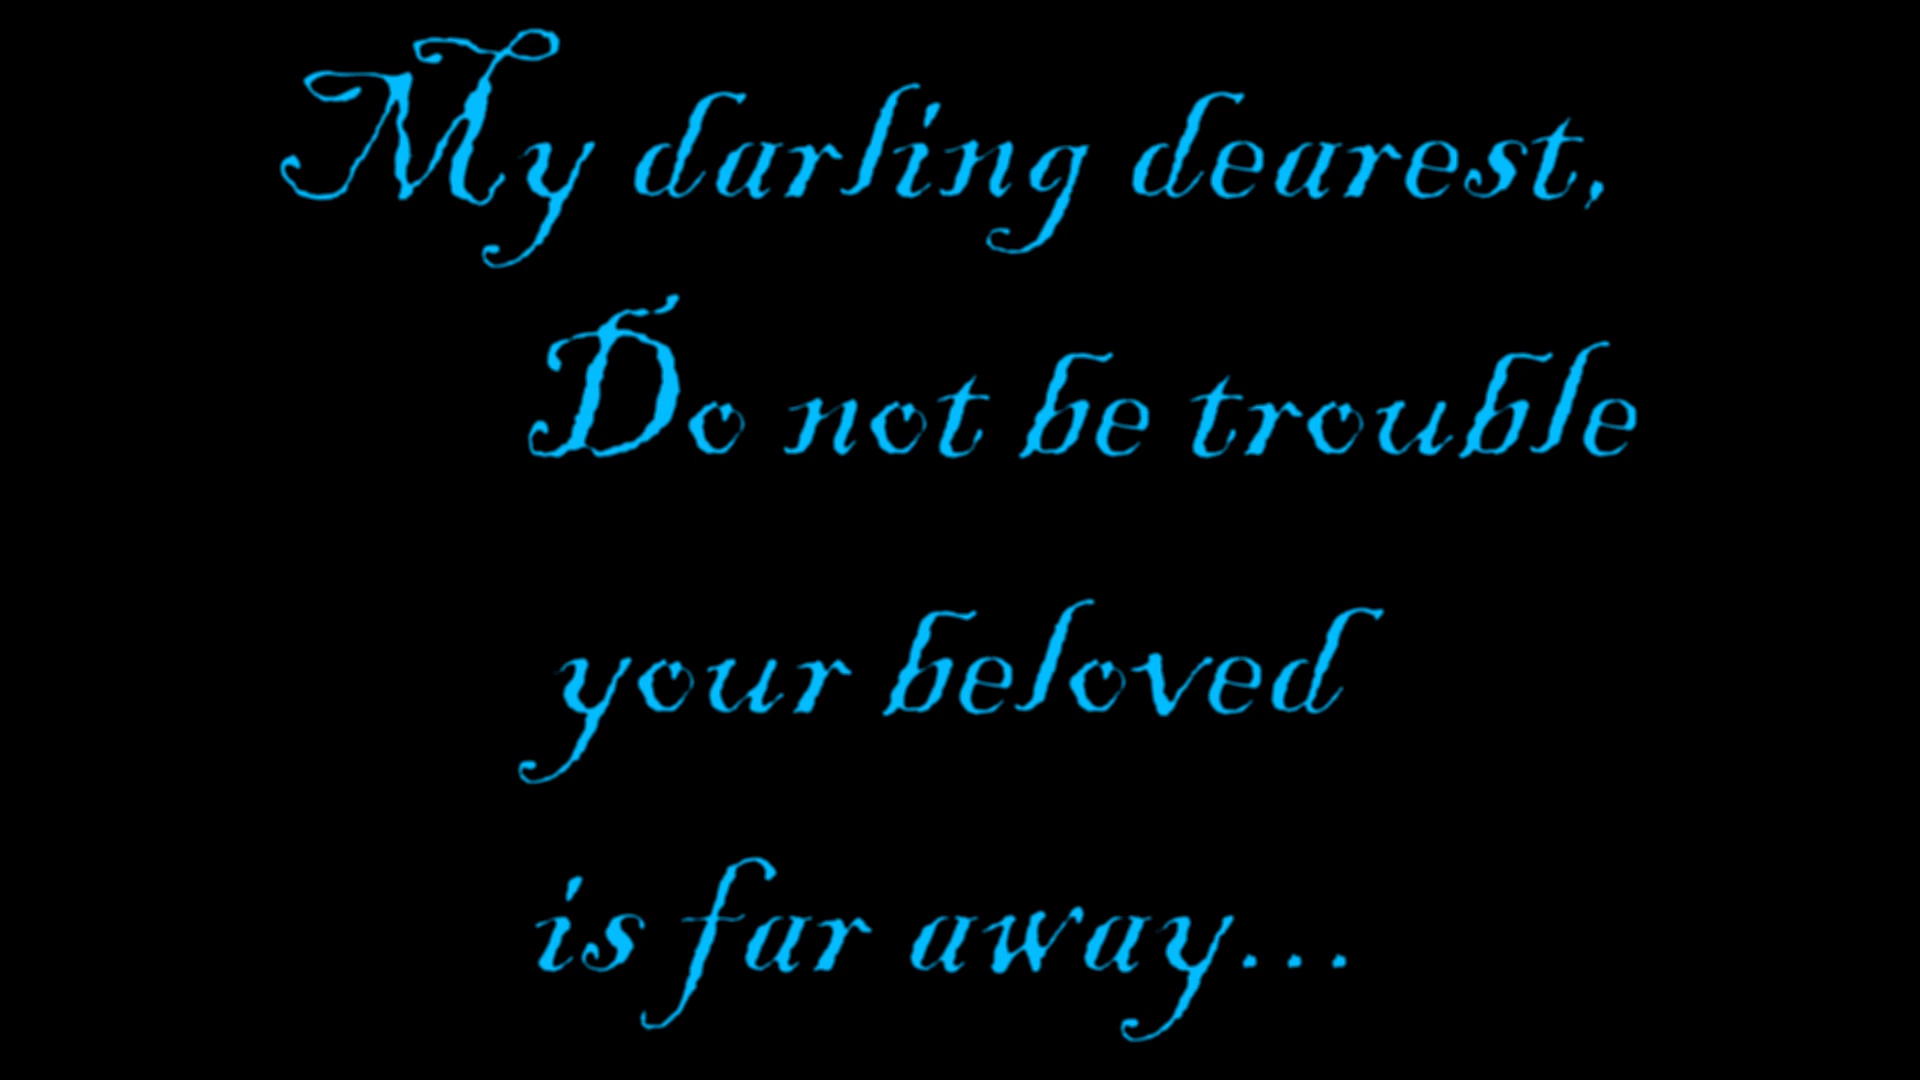 My darling dearest,
Do not be trouble
your beloved
is far away...